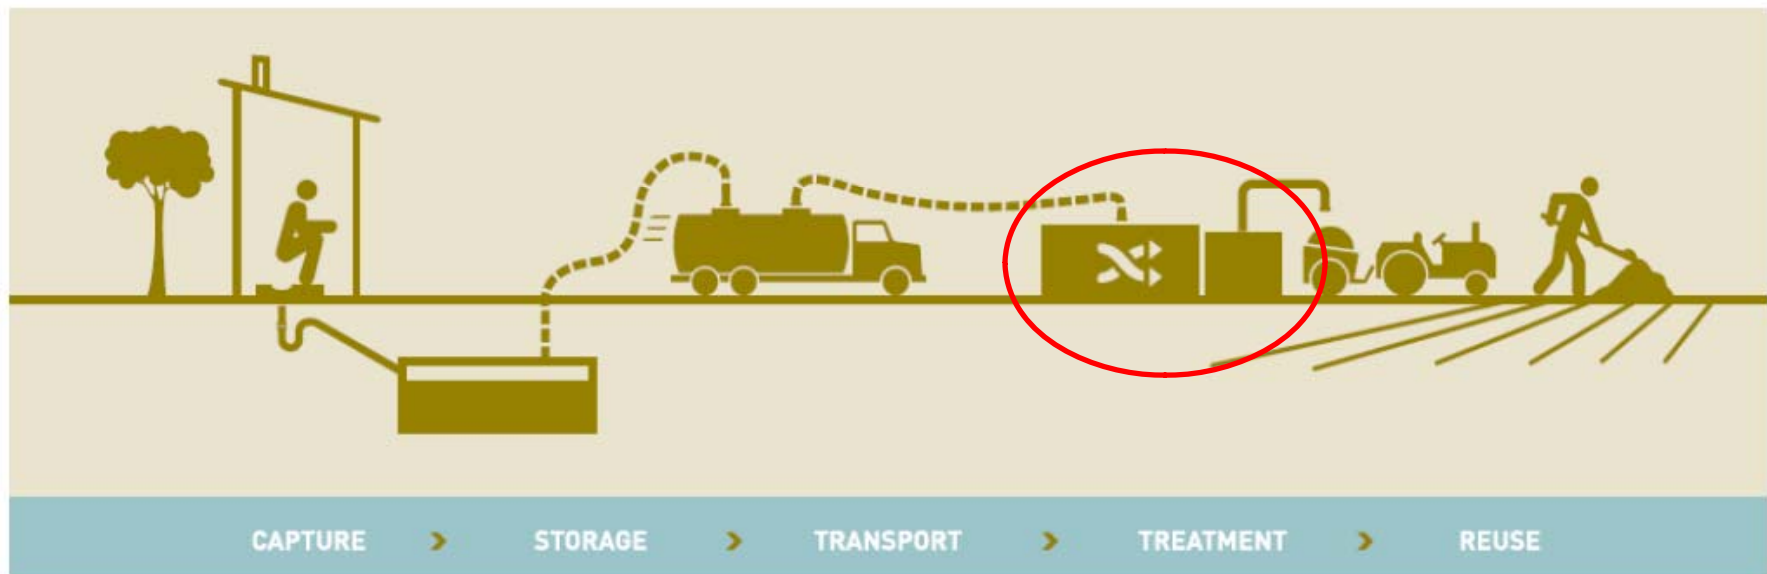 CAPTURE > STORAGE > TRANSPORT > TREATMENT > REUSE